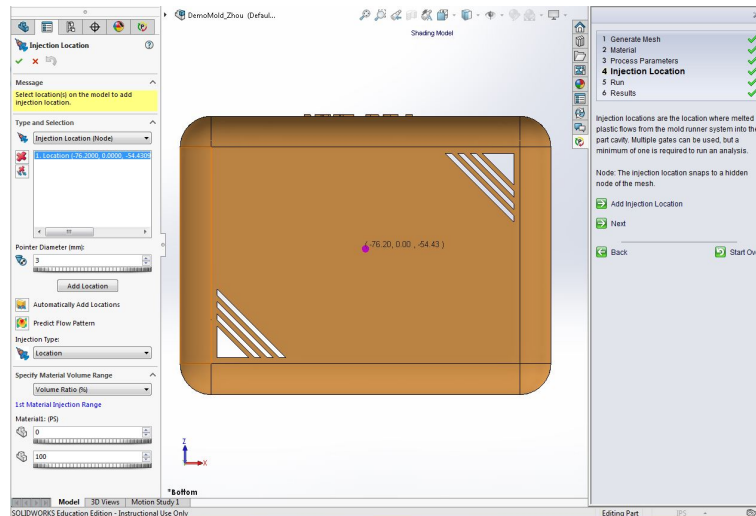 DemoMold_Zhou (Defaul...
Shading Model
Injection Location
Message
Select location(s) on the model to add
injection location.
Type and Selection
Injection Location (Node)
1. Location (-76.2000, 0.0000, -54.4309
Pointer Diameter (mm):
3
Add Location
Automatically Add Locations
Predict Flow Pattern
Injection Type:
Location
Specify Material Volume Range
Volume Ratio (%)
1st Material Injection Range
Material1: (PS)
0
100
( -76.20, 0.00 , -54.43 )
Z
X
*Bottom
Model
3D Views
Motion Study 1
SOLIDWORKS Education Edition - Instructional Use Only
Editing Part
IPS
1 Generate Mesh
2 Material
3 Process Parameters
4 Injection Location
5 Run
6 Results
Injection locations are the location where melted
plastic flows from the mold runner system into the
part cavity. Multiple gates can be used, but a
minimum of one is required to run an analysis.
Node: The injection location snaps to a hidden
node of the mesh.
Add Injection Location
Next
Back
Start Ov